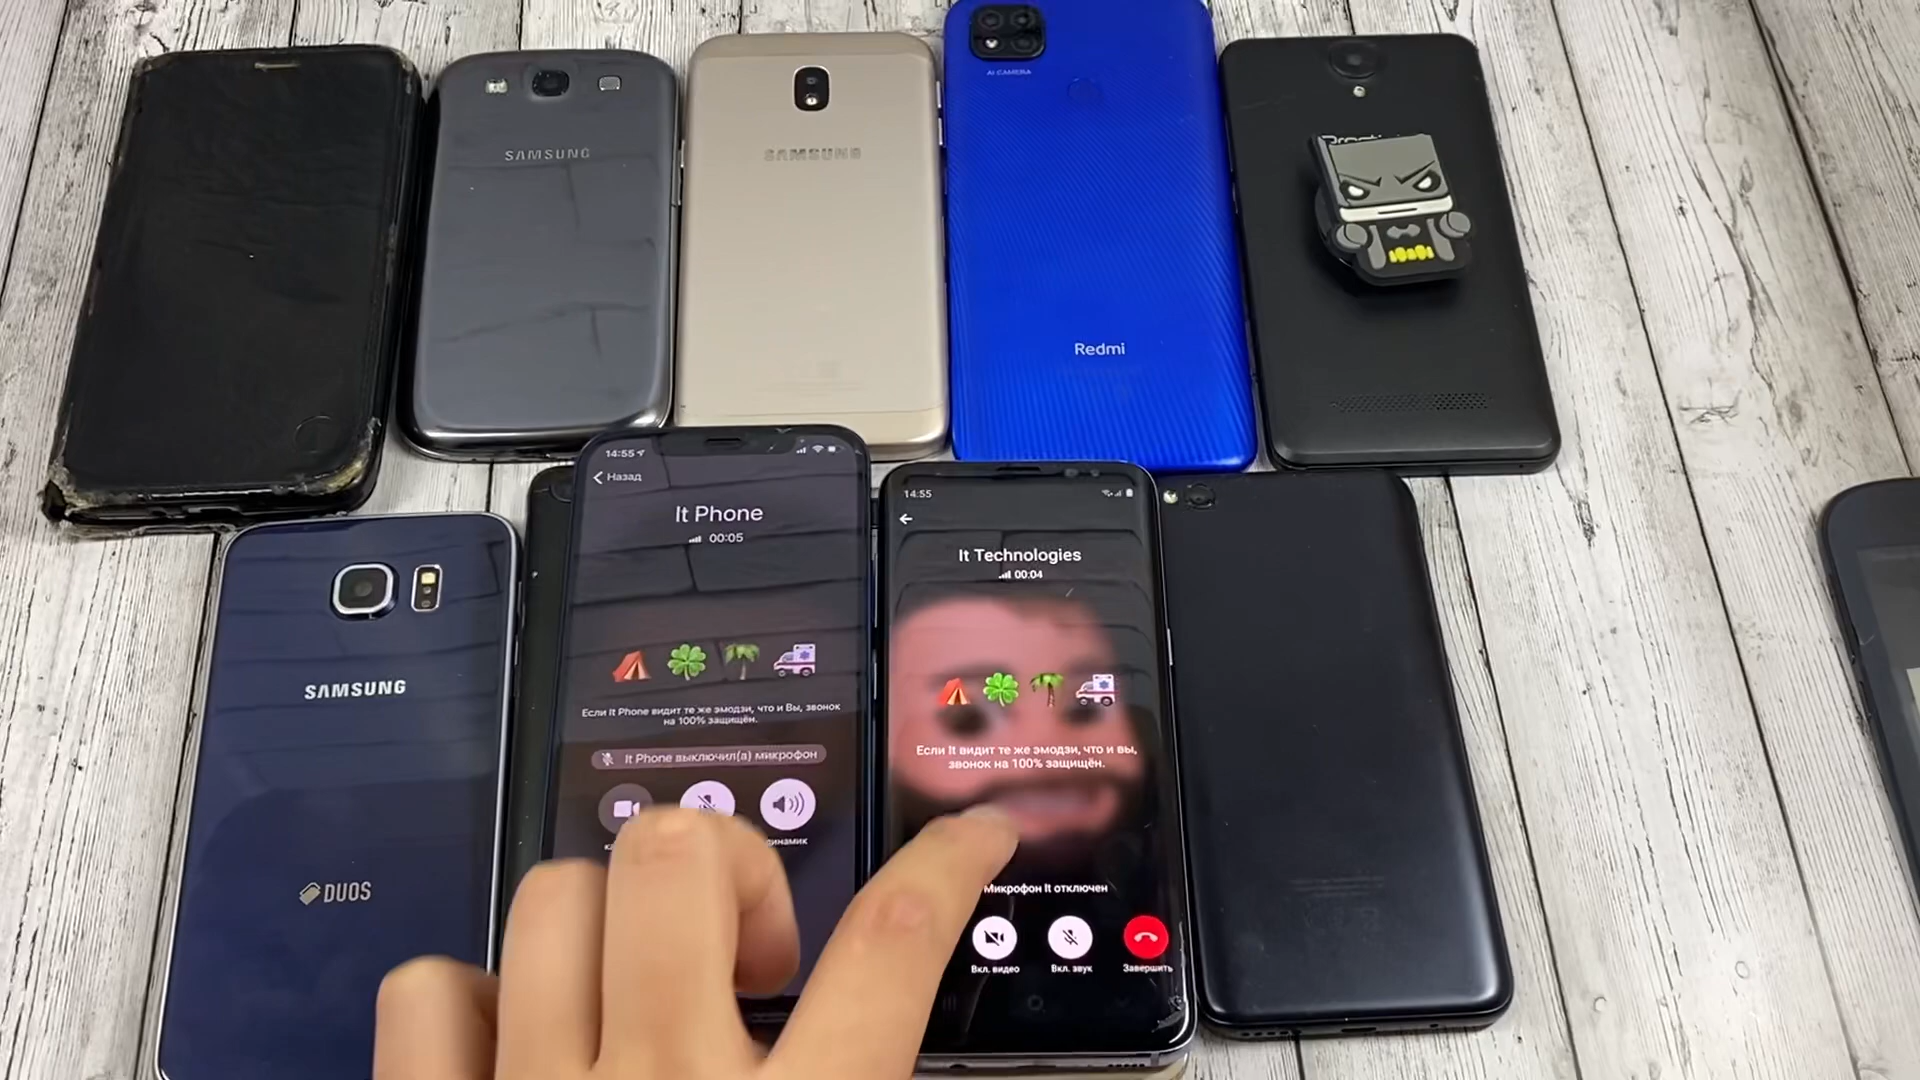 AI CAMERA
SAMSUNG
SAMSUNG
Redmi
14:55
Назад
It Phone
00:05
Если It Phone видит те же эмодзи, что и Вы, звонок
на 100% защищён.
It Phone выключил(а) микрофон
динамик
14:55
It Technologies
00:04
Если It видит те же эмодзи, что и вы,
звонок на 100% защищён.
Микрофон It отключен
Вкл. видео
Вкл. звук
Завершить
SAMSUNG
DUOS